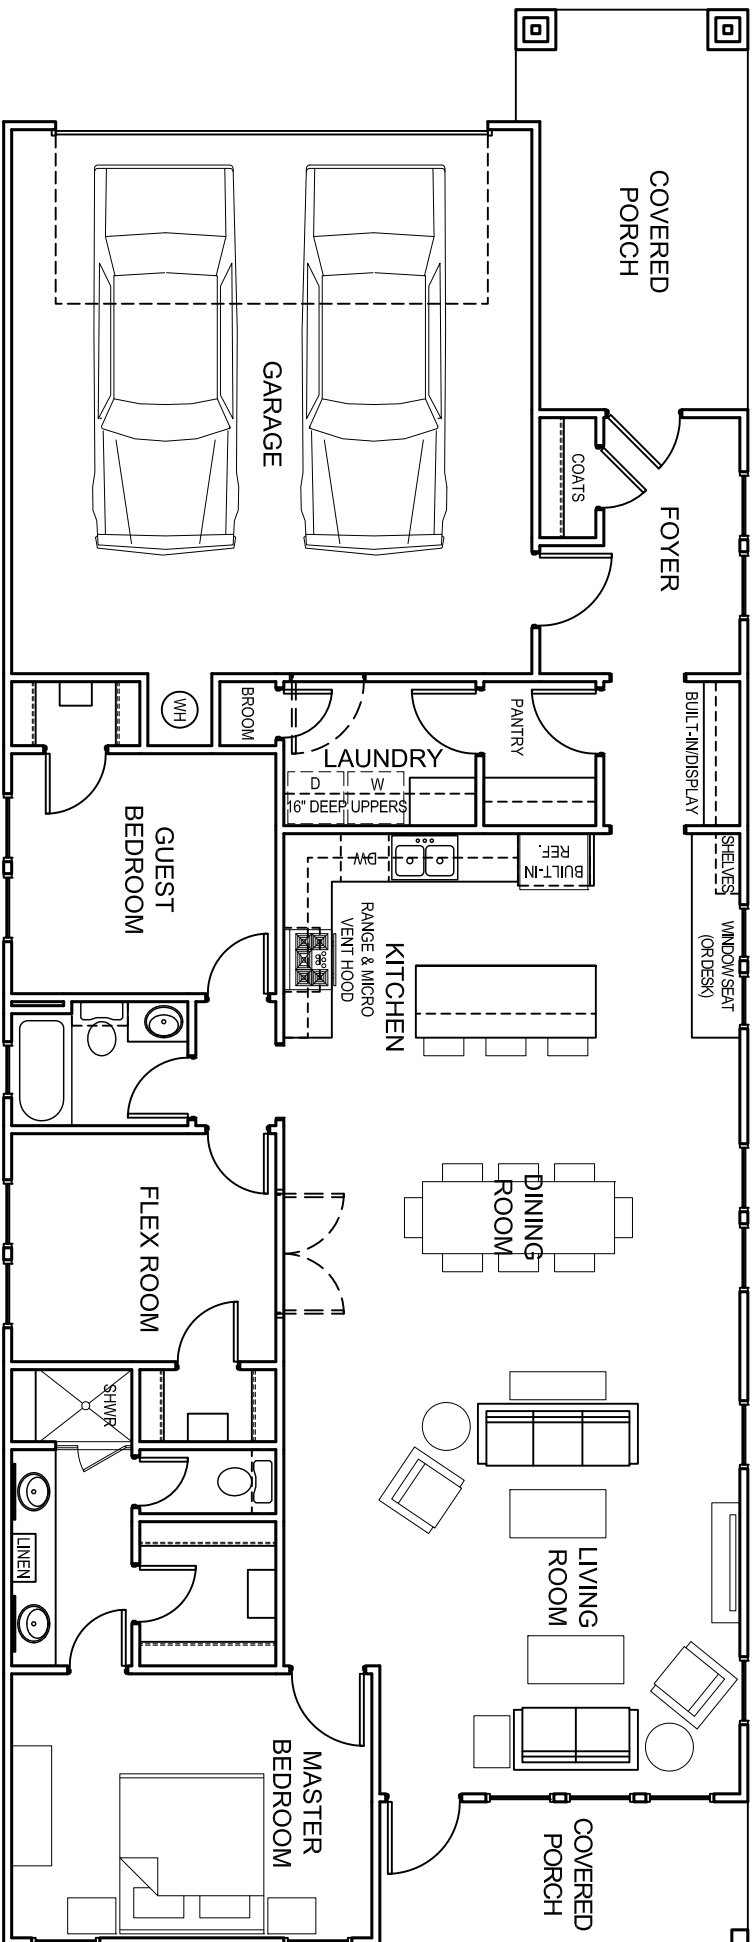 COVERED
PORCH
GARAGE
COATS
FOYER
WH
BROOM
LAUNDRY
PANTRY
BUILT-IN/DISPLAY
D
W
16" DEEP UPPERS
GUEST
BEDROOM
DW
BUILT-IN
REF.
SHELVES
WINDOW SEAT
(OR DESK)
RANGE & MICRO
VENT HOOD
KITCHEN
DINING
ROOM
FLEX ROOM
SHWR
LINEN
LIVING
ROOM
MASTER
BEDROOM
COVERED
PORCH